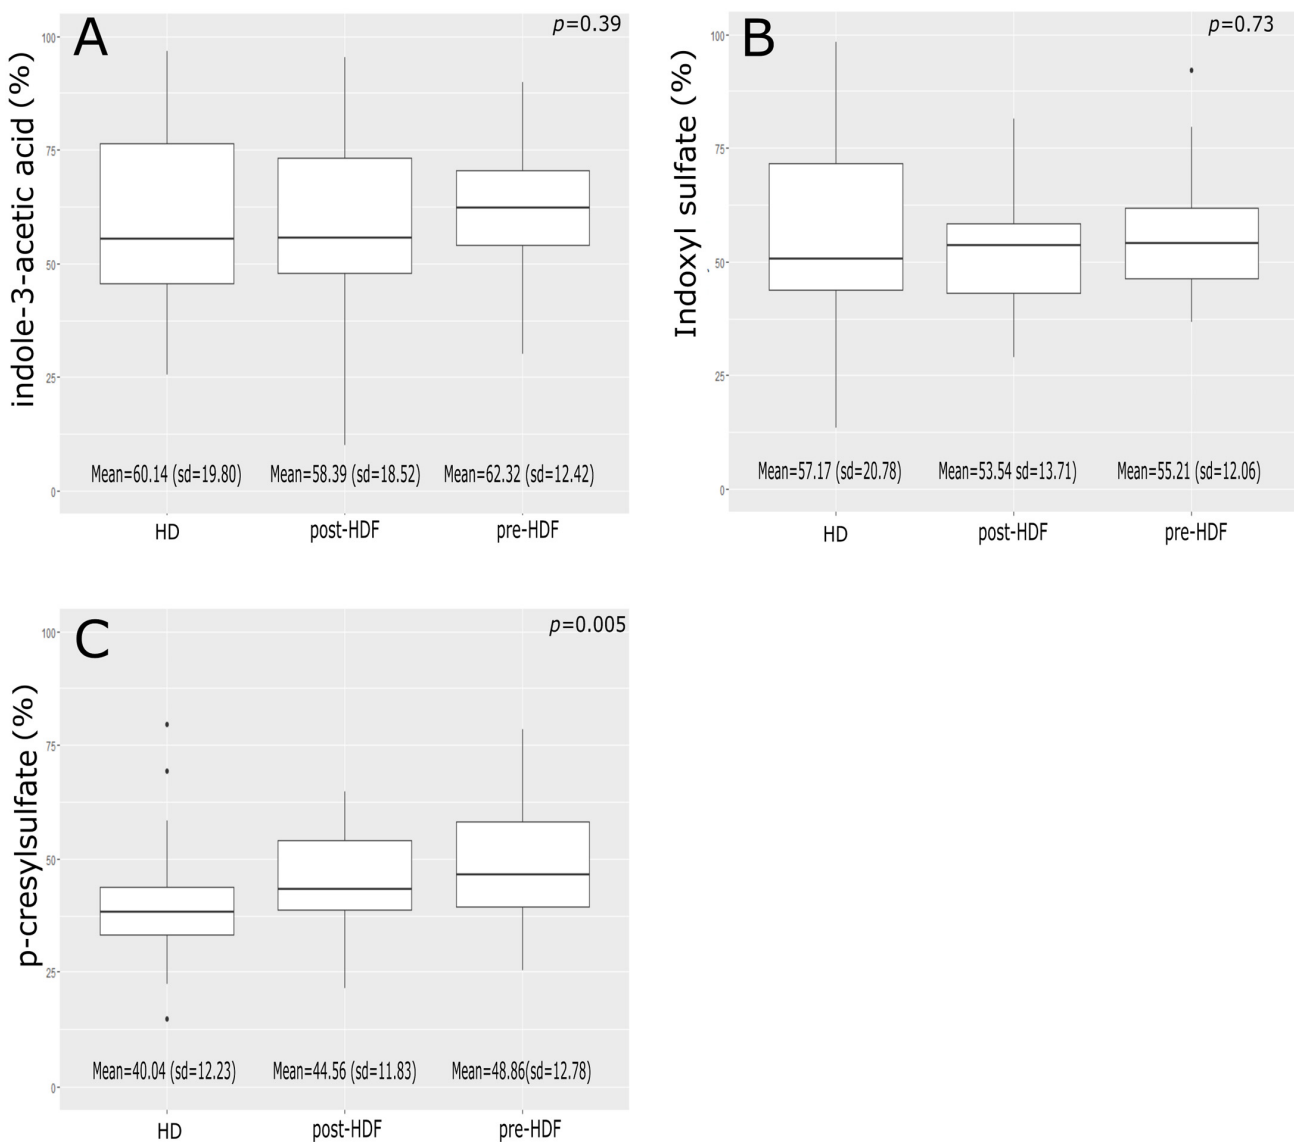 A
p=0.39
indole-3-acetic acid (%)
100
75
50
25
0
Mean=60.14 (sd=19.80) Mean=58.39 (sd=18.52) Mean=62.32 (sd=12.42)
HD post-HDF pre-HDF
B
p=0.73
Indoxyl sulfate (%)
100
75
50
25
0
Mean=57.17 (sd=20.78) Mean=53.54 sd=13.71) Mean=55.21 (sd=12.06)
HD post-HDF pre-HDF
C
p=0.005
p-cresylsulfate (%)
100
75
50
25
0
Mean=40.04 (sd=12.23) Mean=44.56 (sd=11.83) Mean=48.86(sd=12.78)
HD post-HDF pre-HDF